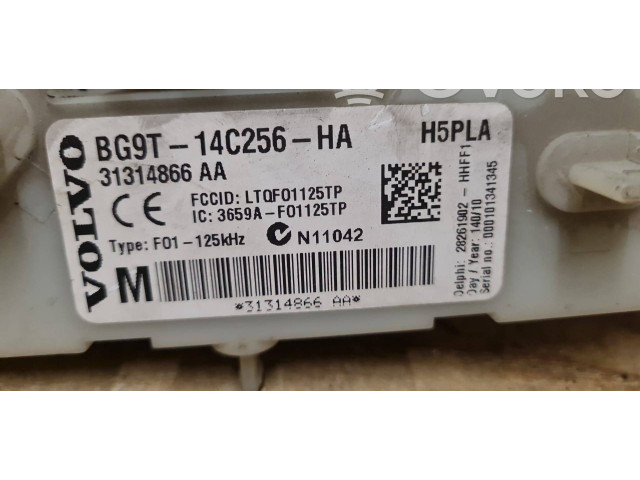 VOLVO
BG9T-14C256-HA H5PLA
31314866 AA
FCCID: LTQF01125TP
IC: 3659A-F01125TP
Type: F01-125kHz N11042
M
*31314866 AA*
Delphi: 28261902 - HHFF1
Day / Year: 140/10
Serial no.: 000101341345